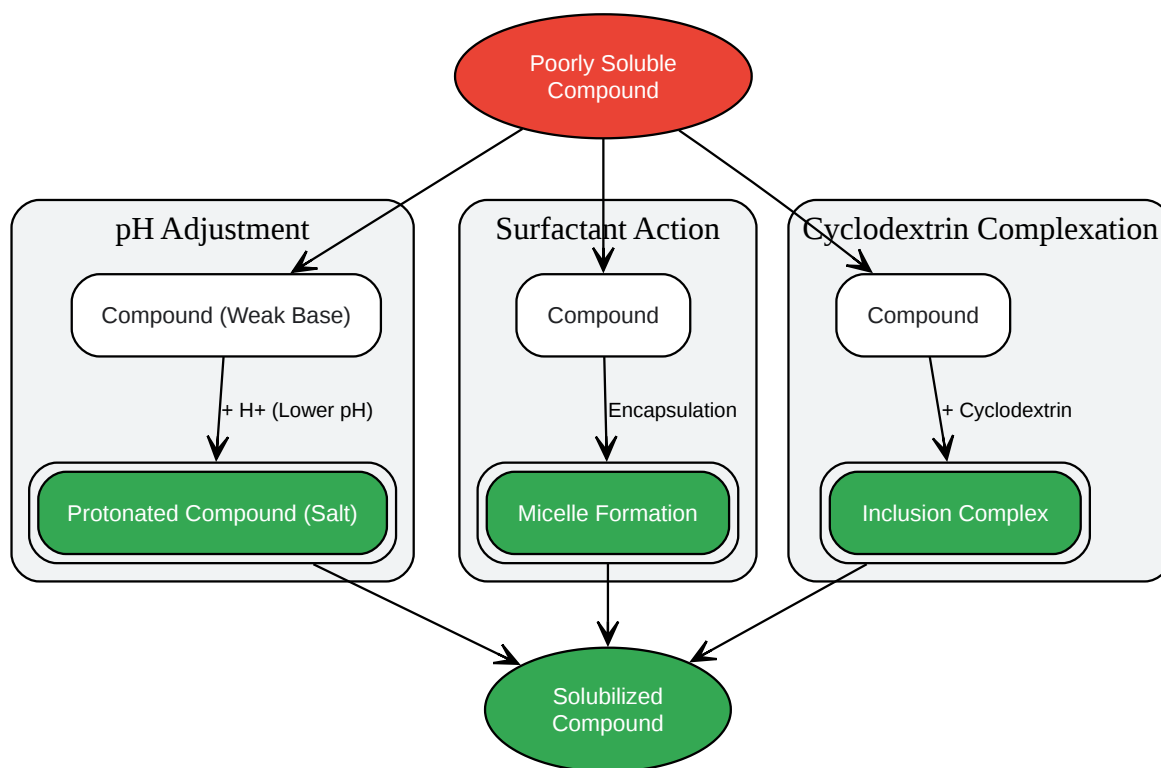 Poorly Soluble
Compound
pH Adjustment
Surfactant Action
Cyclodextrin Complexation
Compound (Weak Base)
Compound
Compound
+ H+ (Lower pH)
Encapsulation
+ Cyclodextrin
Protonated Compound (Salt)
Micelle Formation
Inclusion Complex
Solubilized
Compound